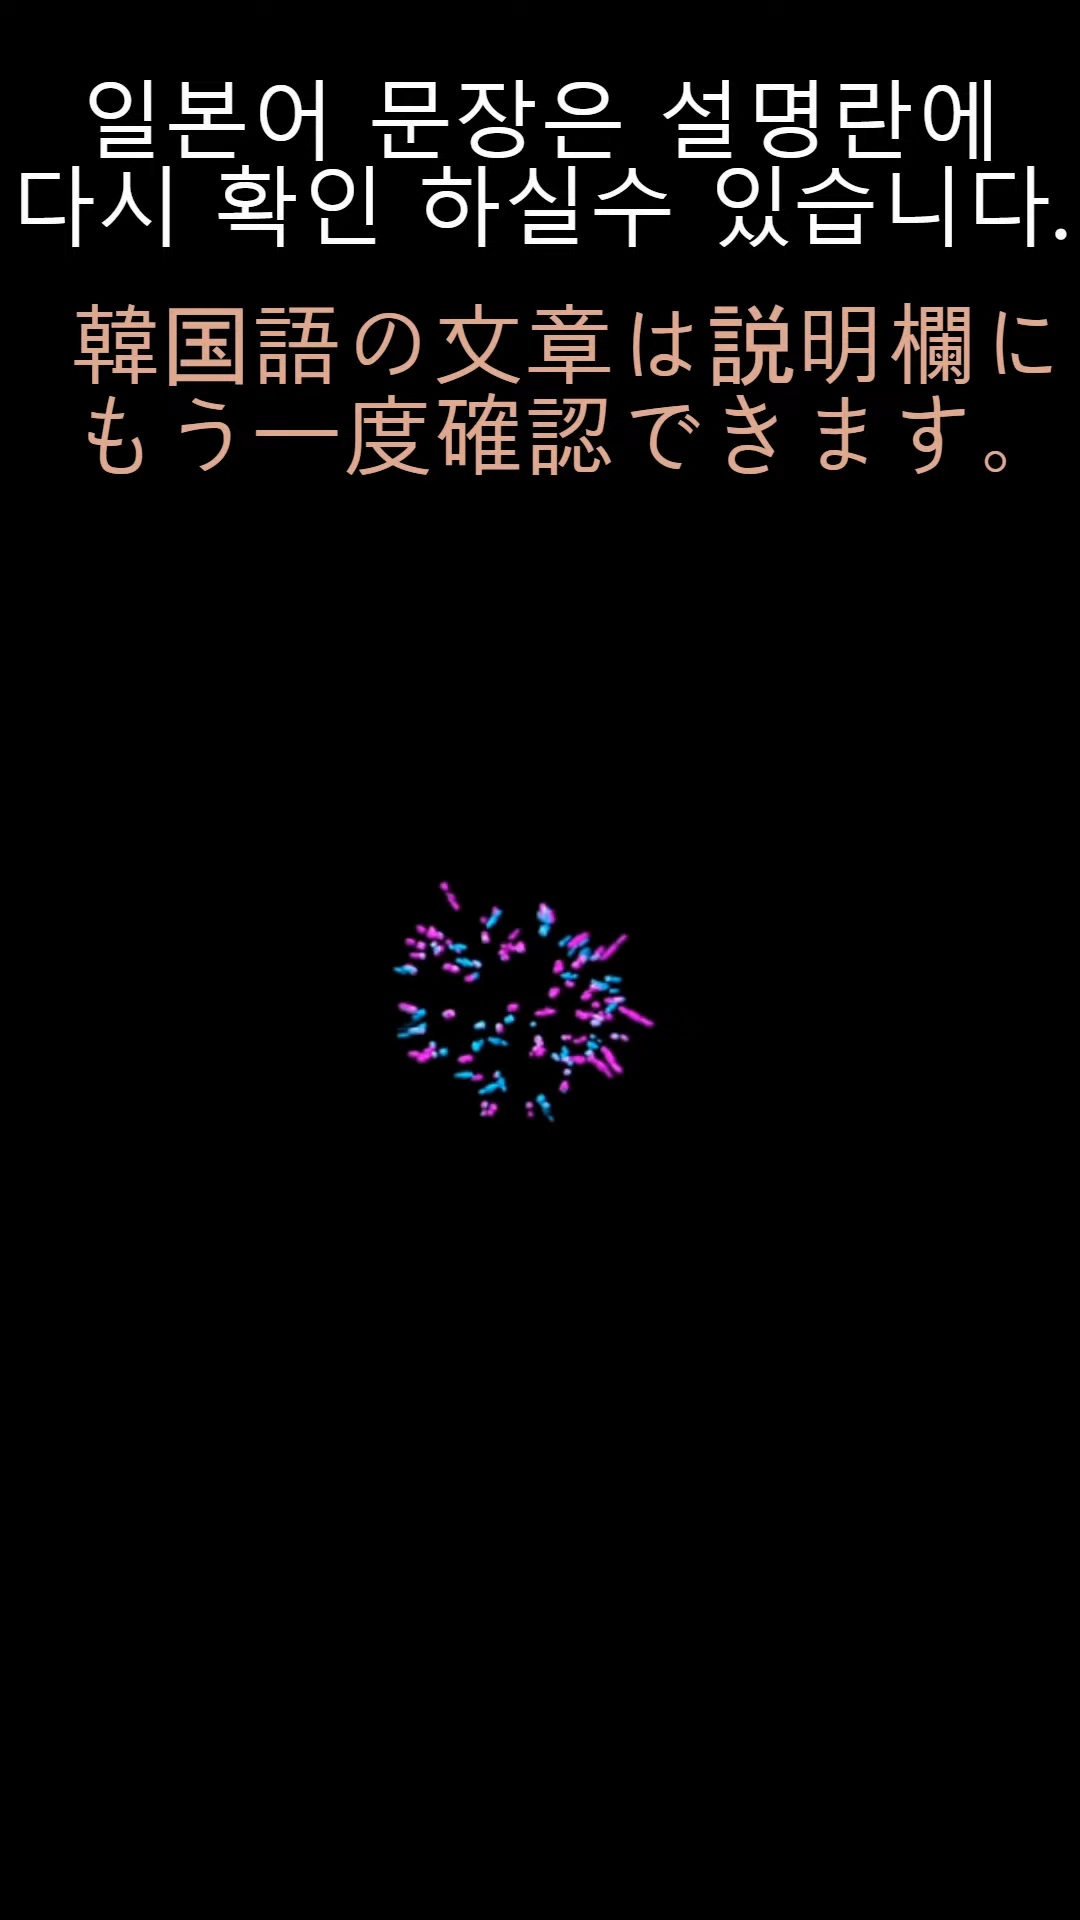 일본어 문장은 설명란에
다시 확인 하실수 있습니다.
韓国語の文章は説明欄に
もう一度確認できます。